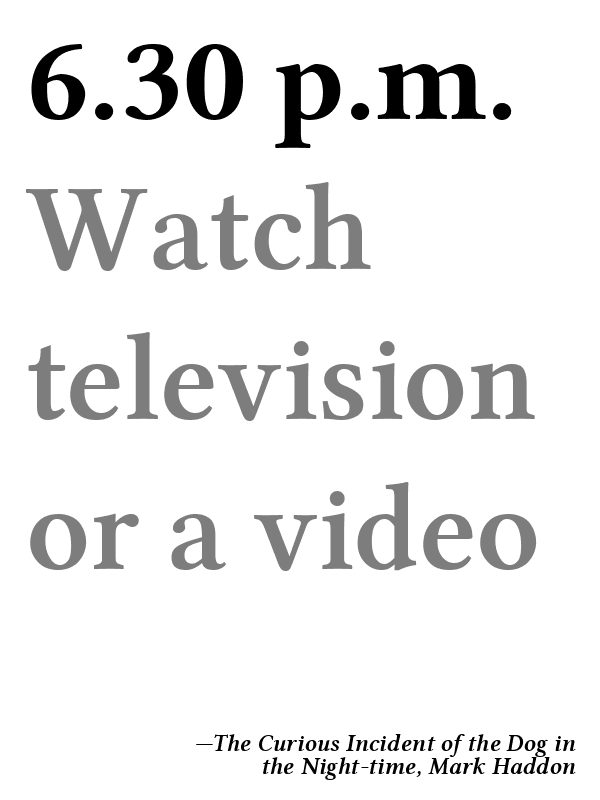 6.30 p.m.
Watch
television
or a video
—The Curious Incident of the Dog in
the Night-time, Mark Haddon